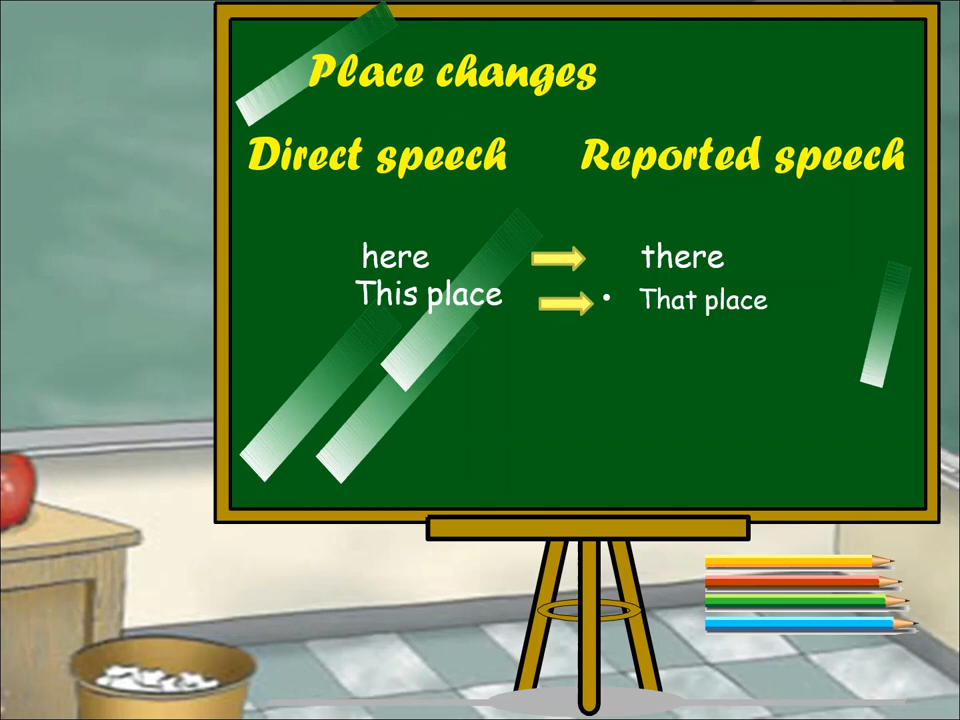 Place changes
Direct speech Reported speech
here there
This place • That place